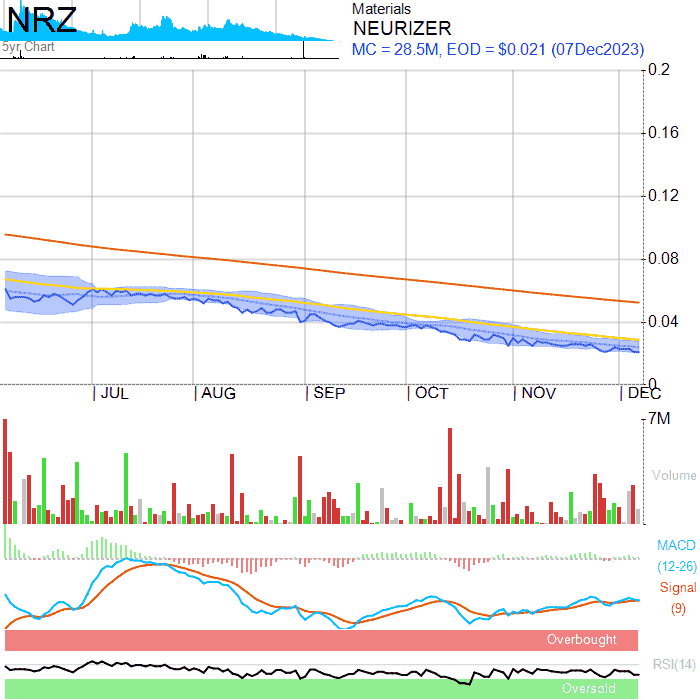 NRZ
5yr Chart
Materials
NEURIZER
MC = 28.5M, EOD = $0.021 (07Dec2023)
0.2
0.16
0.12
0.08
0.04
0
JUL AUG SEP OCT NOV DEC
7M
Volume
MACD
(12-26)
Signal
(9)
Overbought
RSI(14)
Oversold